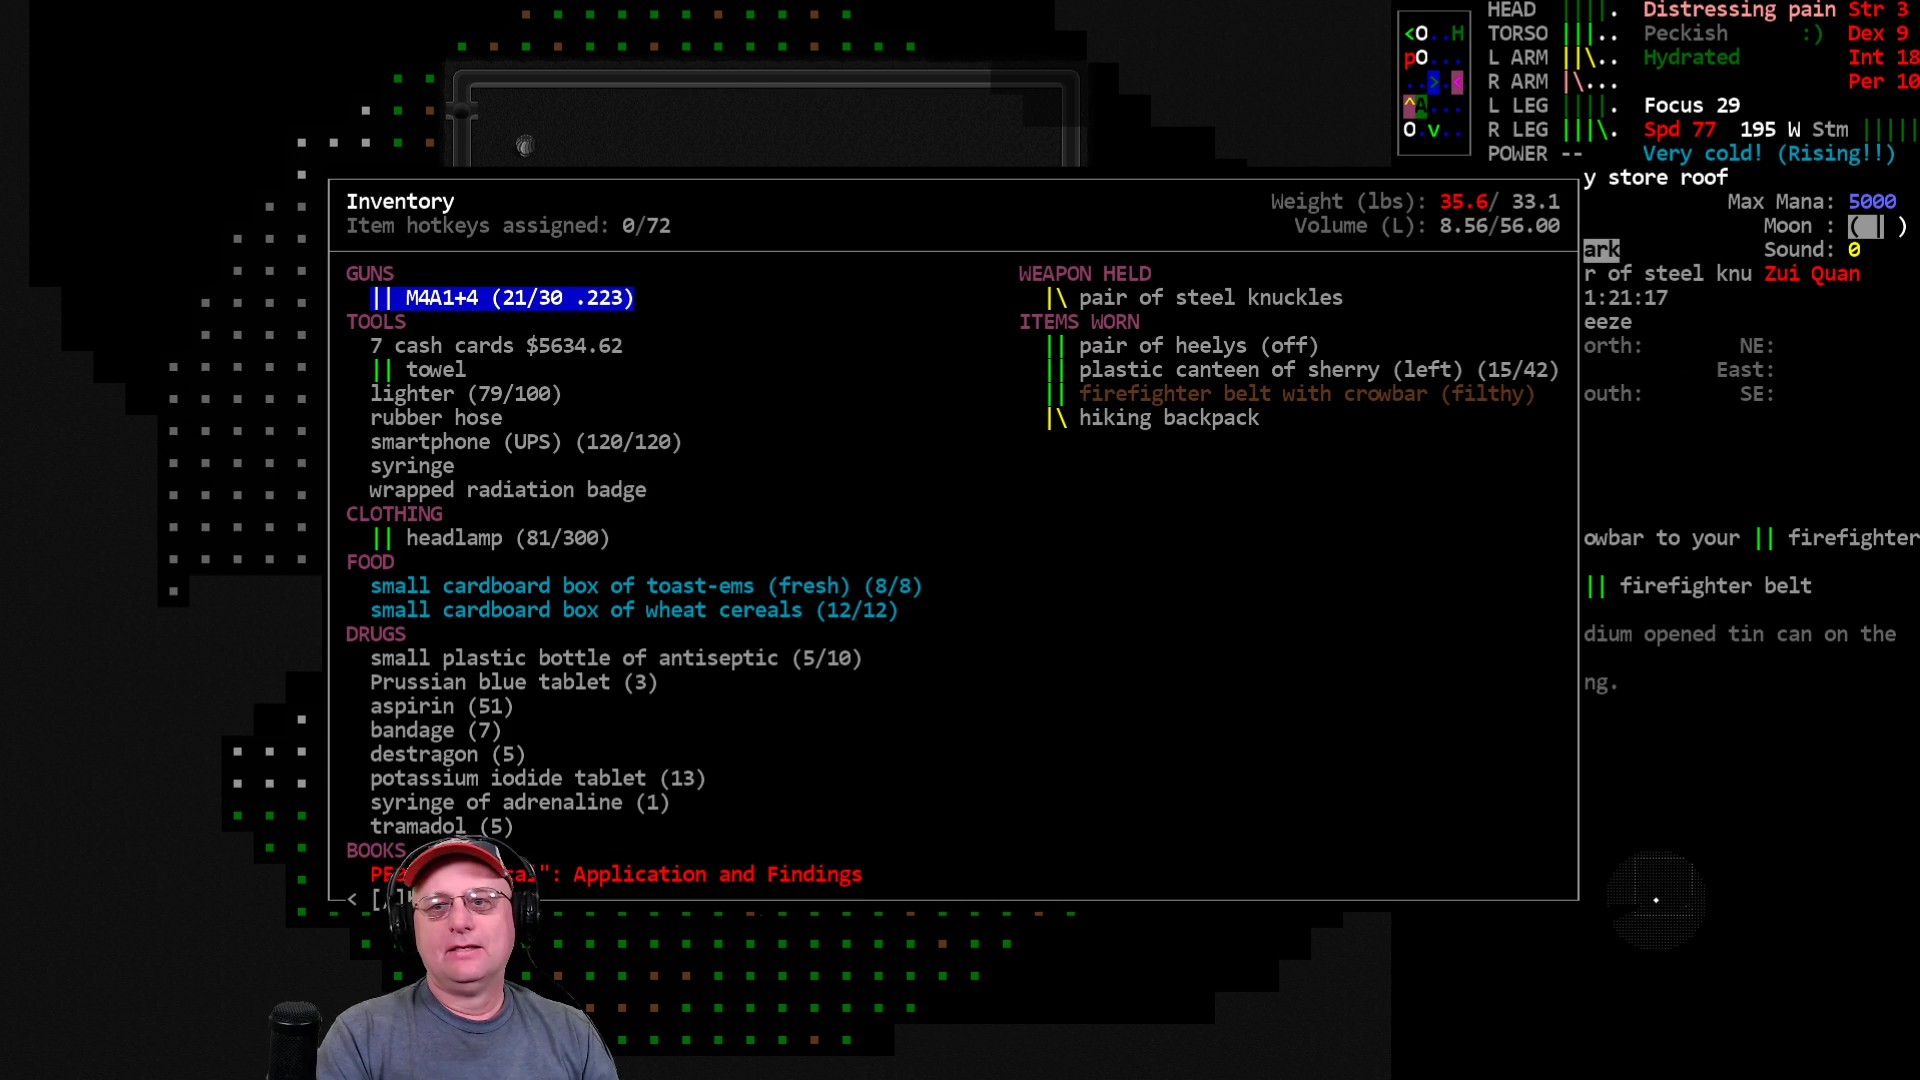 HEAD ||||. Distressing pain Str 3
<O..H TORSO |||.. Peckish :) Dex 9
pO... L ARM ||\.. Hydrated Int 18
..>.< R ARM |\... Per 10
^A... L LEG ||||. Focus 29
O.v.. R LEG |||\. Spd 77 195 W Stm |||||
POWER -- Very cold! (Rising!!)
y store roof
Max Mana: 5000
Moon : ( | )
ark Sound: 0
r of steel knu Zui Quan
1:21:17
eeze
orth: NE:
East:
outh: SE:
owbar to your || firefighter
|| firefighter belt
dium opened tin can on the
ng.
Inventory Weight (lbs): 35.6/ 33.1
Item hotkeys assigned: 0/72 Volume (L): 8.56/56.00
GUNS
|| M4A1+4 (21/30 .223)
TOOLS
7 cash cards $5634.62
|| towel
lighter (79/100)
rubber hose
smartphone (UPS) (120/120)
syringe
wrapped radiation badge
CLOTHING
|| headlamp (81/300)
FOOD
small cardboard box of toast-ems (fresh) (8/8)
small cardboard box of wheat cereals (12/12)
DRUGS
small plastic bottle of antiseptic (5/10)
Prussian blue tablet (3)
aspirin (51)
bandage (7)
destragon (5)
potassium iodide tablet (13)
syringe of adrenaline (1)
tramadol (5)
BOOKS
": Application and Findings
WEAPON HELD
|\ pair of steel knuckles
ITEMS WORN
|| pair of heelys (off)
|| plastic canteen of sherry (left) (15/42)
|| firefighter belt with crowbar (filthy)
|\ hiking backpack